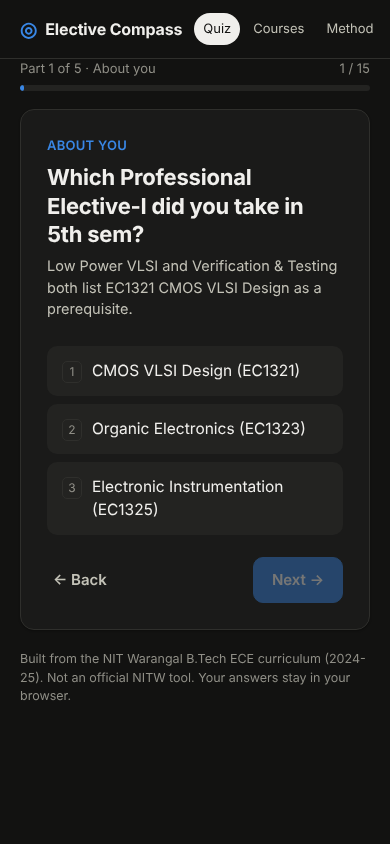 Elective Compass Quiz Courses Method
Part 1 of 5 · About you 1 / 15
ABOUT YOU
Which Professional
Elective-I did you take in
5th sem?
Low Power VLSI and Verification & Testing
both list EC1321 CMOS VLSI Design as a
prerequisite.
1 CMOS VLSI Design (EC1321)
2 Organic Electronics (EC1323)
3 Electronic Instrumentation
(EC1325)
← Back Next →
Built from the NIT Warangal B.Tech ECE curriculum (2024-
25). Not an official NITW tool. Your answers stay in your
browser.